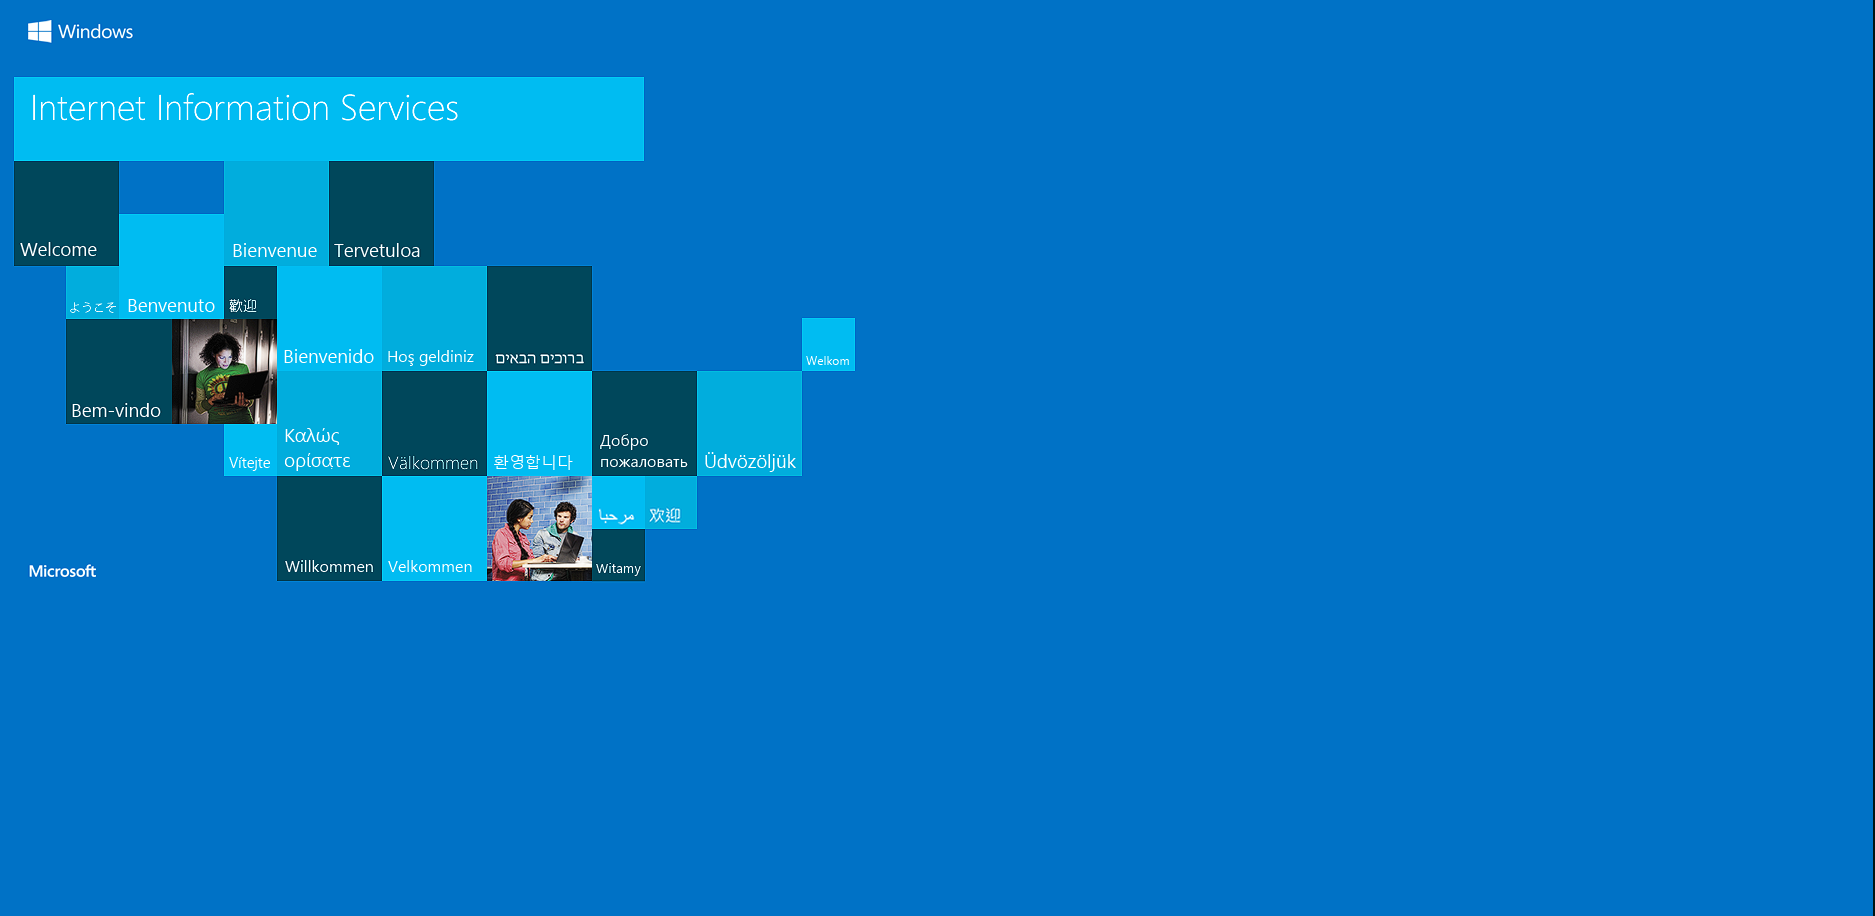 Windows
Internet Information Services
Welcome
Bienvenue
Tervetuloa
ようこそ
Benvenuto
歡迎
Bienvenido
Hoş geldiniz
ברוכים הבאים
Welkom
Bem-vindo
Vítejte
Καλώς
ορίσατε
Välkommen
환영합니다
Добро
пожаловать
Üdvözöljük
مرحبا
欢迎
Willkommen
Velkommen
Witamy
Microsoft